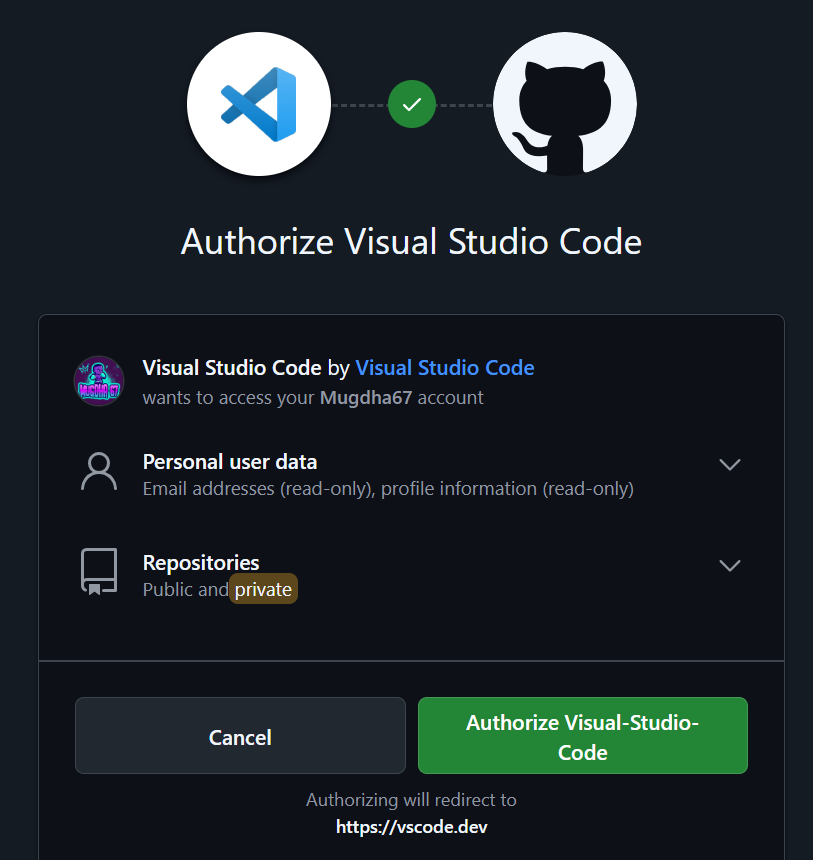 Authorize Visual Studio Code
Visual Studio Code by Visual Studio Code
wants to access your Mugdha67 account
MUGDHA 67
Personal user data
Email addresses (read-only), profile information (read-only)
Repositories
Public and private
Cancel
Authorize Visual-Studio-
Code
Authorizing will redirect to
https://vscode.dev